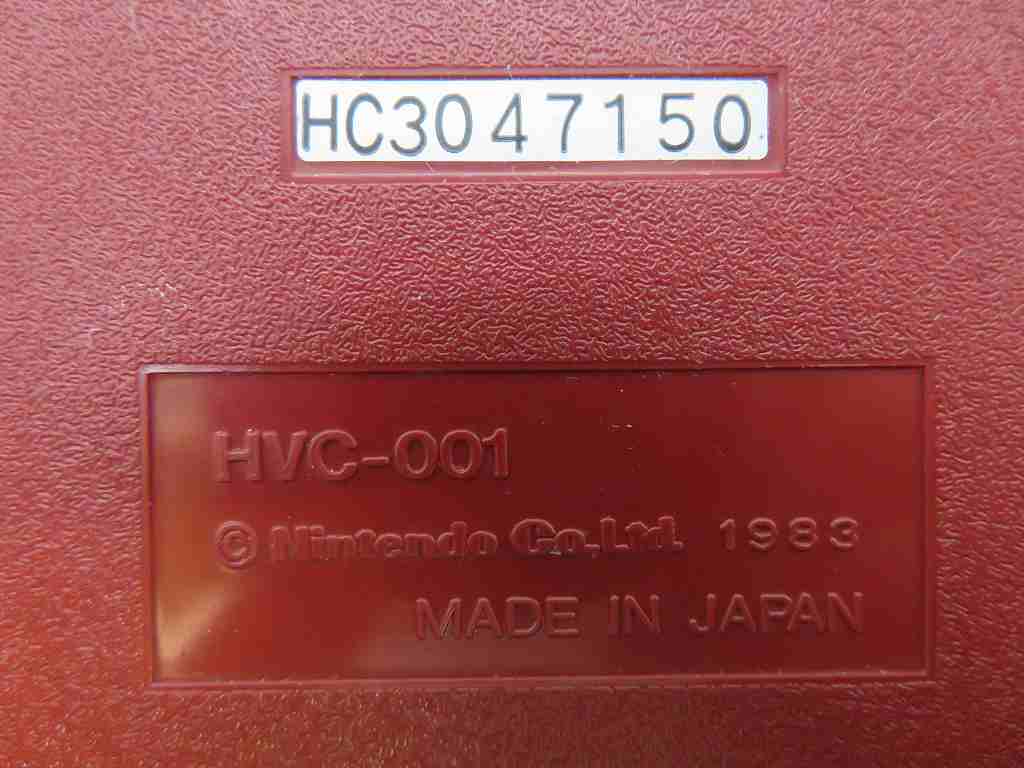 HC3047150
HVC-001
© Nintendo Co.,Ltd. 1983
MADE IN JAPAN